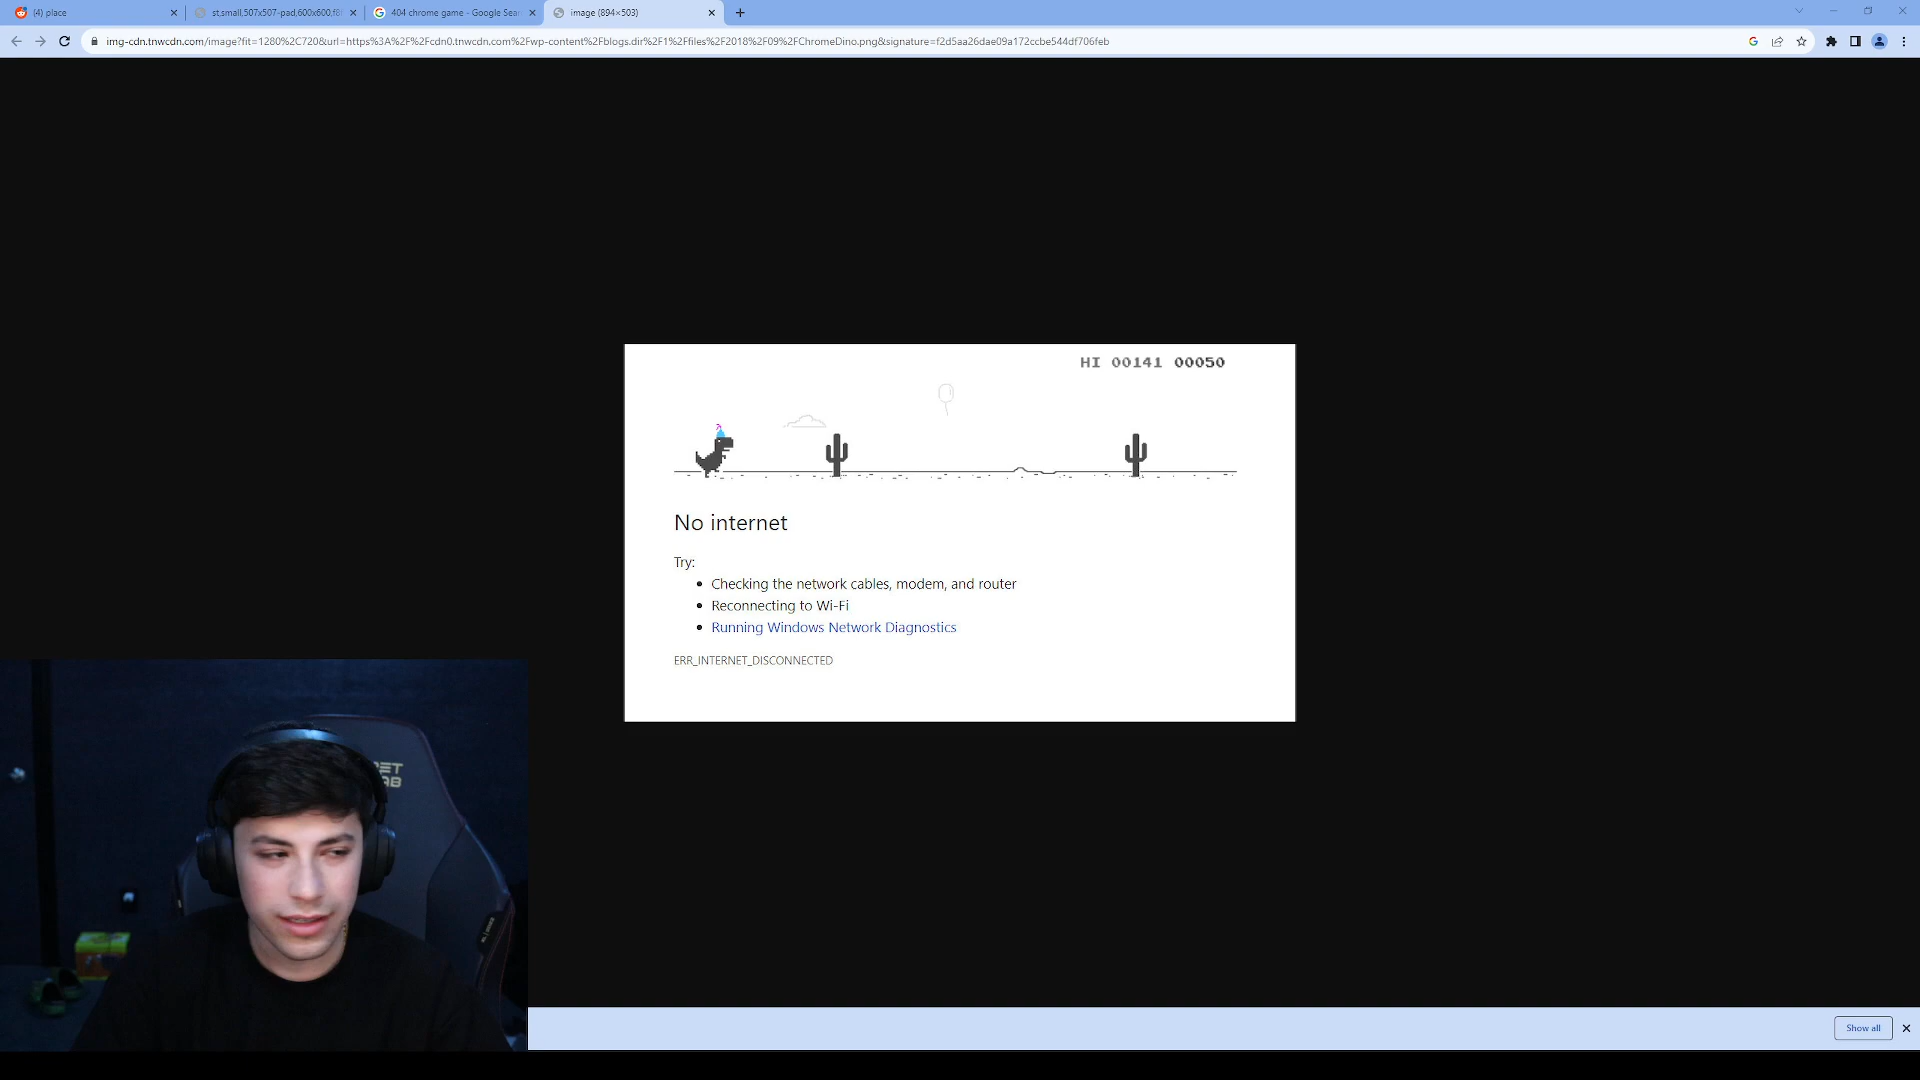 (4) place
st,small,507x507-pad,600x600,f8
404 chrome game - Google Sear
image (894×503)
img-cdn.tnwcdn.com/image?fit=1280%2C720&url=https%3A%2F%2Fcdn0.tnwcdn.com%2Fwp-content%2Fblogs.dir%2F1%2Ffiles%2F2018%2F09%2FChromeDino.png&signature=f2d5aa26dae09a172ccbe544df706feb
HI 00141 00050
No internet
Try:
Checking the network cables, modem, and router
Reconnecting to Wi-Fi
Running Windows Network Diagnostics
ERR_INTERNET_DISCONNECTED
Show all